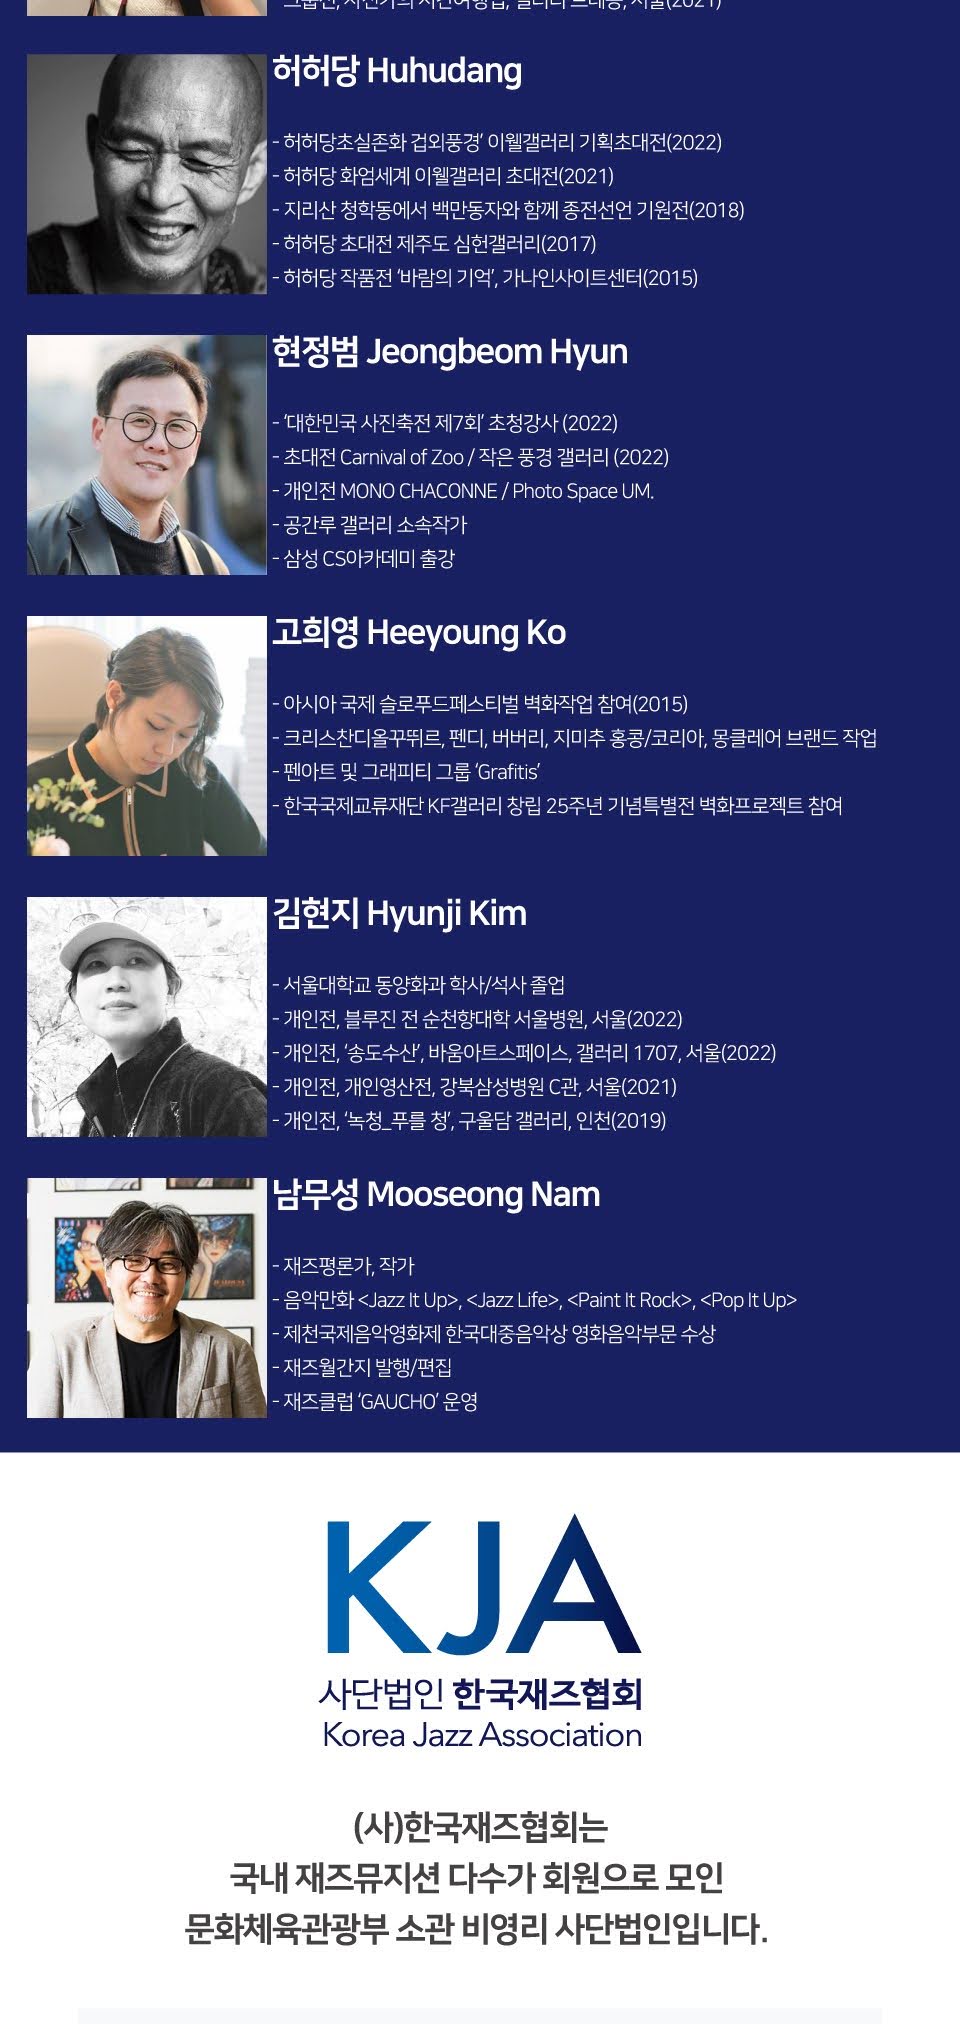 그룹전, 사진가의 시간여행법, 갤러리 브레송, 서울(2021)
허허당 Huhudang
- 허허당초실존화 겁외풍경’ 이웰갤러리 기획초대전(2022)
- 허허당 화엄세계 이웰갤러리 초대전(2021)
- 지리산 청학동에서 백만동자와 함께 종전선언 기원전(2018)
- 허허당 초대전 제주도 심헌갤러리(2017)
- 허허당 작품전 ‘바람의 기억’, 가나인사이트센터(2015)
현정범 Jeongbeom Hyun
- ‘대한민국 사진축전 제7회’ 초청강사 (2022)
- 초대전 Carnival of Zoo / 작은 풍경 갤러리 (2022)
- 개인전 MONO CHACONNE / Photo Space UM.
- 공간루 갤러리 소속작가
- 삼성 CS아카데미 출강
고희영 Heeyoung Ko
- 아시아 국제 슬로푸드페스티벌 벽화작업 참여(2015)
- 크리스찬디올꾸뛰르, 펜디, 버버리, 지미추 홍콩/코리아, 몽클레어 브랜드 작업
- 펜아트 및 그래피티 그룹 ‘Grafitis’
- 한국국제교류재단 KF갤러리 창립 25주년 기념특별전 벽화프로젝트 참여
김현지 Hyunji Kim
- 서울대학교 동양화과 학사/석사 졸업
- 개인전, 블루진 전 순천향대학 서울병원, 서울(2022)
- 개인전, ‘송도수산’, 바움아트스페이스, 갤러리 1707, 서울(2022)
- 개인전, 개인영산전, 강북삼성병원 C관, 서울(2021)
- 개인전, ‘녹청_푸를 청’, 구울담 갤러리, 인천(2019)
남무성 Mooseong Nam
- 재즈평론가, 작가
- 음악만화 <Jazz It Up>, <Jazz Life>, <Paint It Rock>, <Pop It Up>
- 제천국제음악영화제 한국대중음악상 영화음악부문 수상
- 재즈월간지 발행/편집
- 재즈클럽 ‘GAUCHO’ 운영
KJA
사단법인 한국재즈협회
Korea Jazz Association
(사)한국재즈협회는
국내 재즈뮤지션 다수가 회원으로 모인
문화체육관광부 소관 비영리 사단법인입니다.